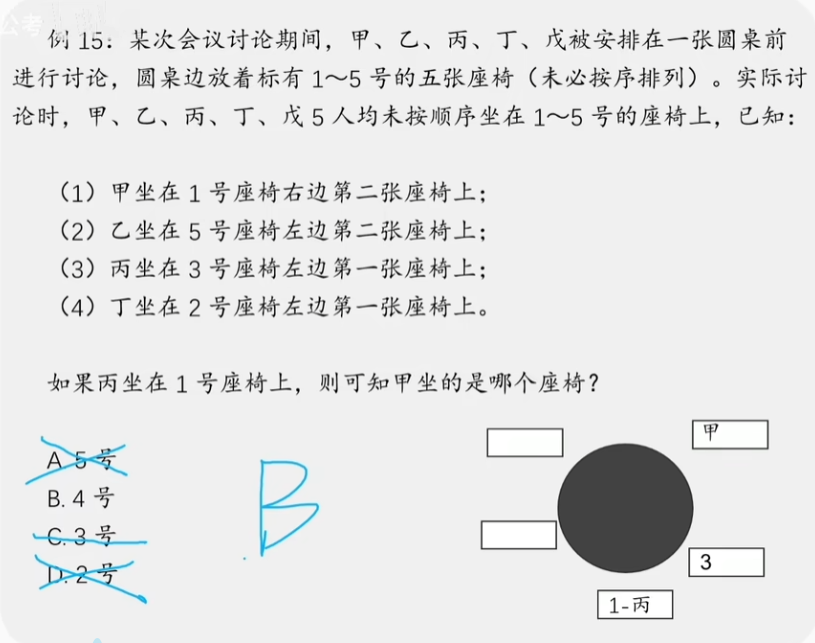 公考
例 15：某次会议讨论期间，甲、乙、丙、丁、戊被安排在一张圆桌前
进行讨论，圆桌边放着标有 1～5 号的五张座椅（未必按序排列）。实际讨
论时，甲、乙、丙、丁、戊 5 人均未按顺序坐在 1～5 号的座椅上，已知：
（1）甲坐在 1 号座椅右边第二张座椅上；
（2）乙坐在 5 号座椅左边第二张座椅上；
（3）丙坐在 3 号座椅左边第一张座椅上；
（4）丁坐在 2 号座椅左边第一张座椅上。
如果丙坐在 1 号座椅上，则可知甲坐的是哪个座椅？
甲
A. 5 号
B. 4 号
B
C. 3 号
3
D. 2 号
1-丙